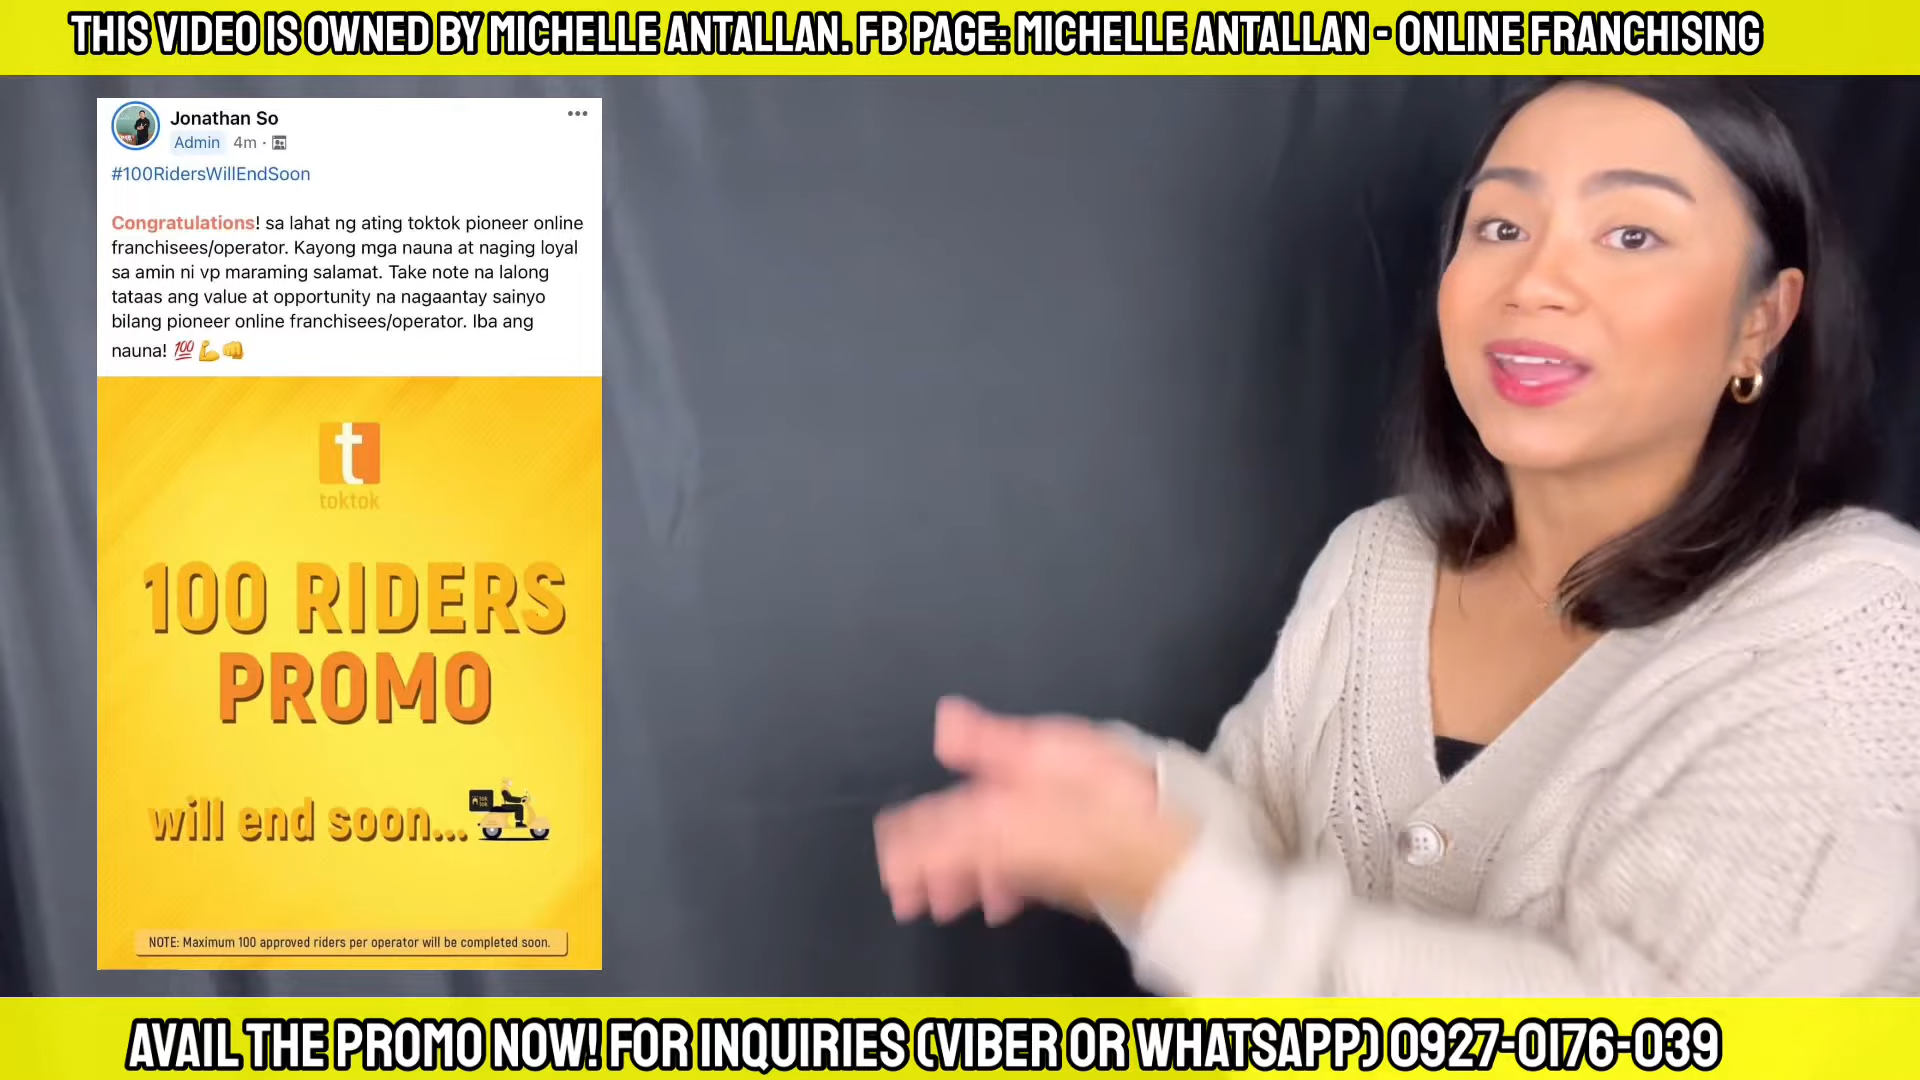 THIS VIDEO IS OWNED BY MICHELLE ANTALLAN. FB PAGE: MICHELLE ANTALLAN - ONLINE FRANCHISING
Jonathan So
Admin 4m ·
#100RidersWillEndSoon
Congratulations! sa lahat ng ating toktok pioneer online
franchisees/operator. Kayong mga nauna at naging loyal
sa amin ni vp maraming salamat. Take note na lalong
tataas ang value at opportunity na nagaantay sainyo
bilang pioneer online franchisees/operator. Iba ang
nauna! 💯💪👊
t
toktok
100 RIDERS
PROMO
will end soon...
tok
tok
NOTE: Maximum 100 approved riders per operator will be completed soon.
AVAIL THE PROMO NOW! FOR INQUIRIES (VIBER OR WHATSAPP) 0927-0176-039